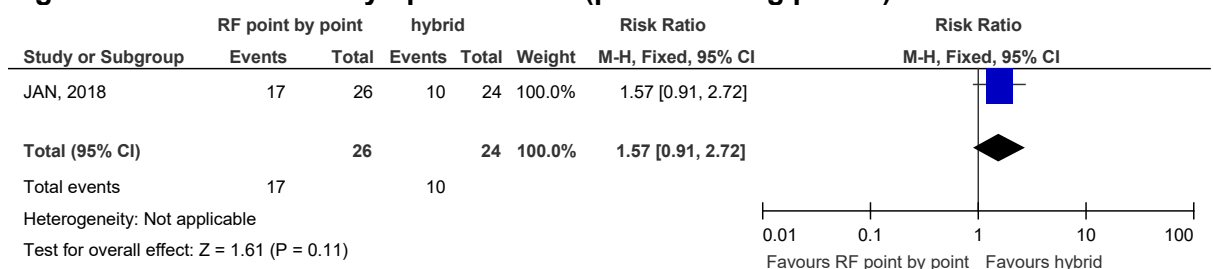 RF point by point hybrid Risk Ratio Risk Ratio
Study or Subgroup Events Total Events Total Weight M-H, Fixed, 95% CI M-H, Fixed, 95% CI
JAN, 2018 17 26 10 24 100.0% 1.57 [0.91, 2.72]
Total (95% CI) 26 24 100.0% 1.57 [0.91, 2.72]
Total events 17 10
Heterogeneity: Not applicable
Test for overall effect: Z = 1.61 (P = 0.11)
0.01 0.1 1 10 100
Favours RF point by point Favours hybrid